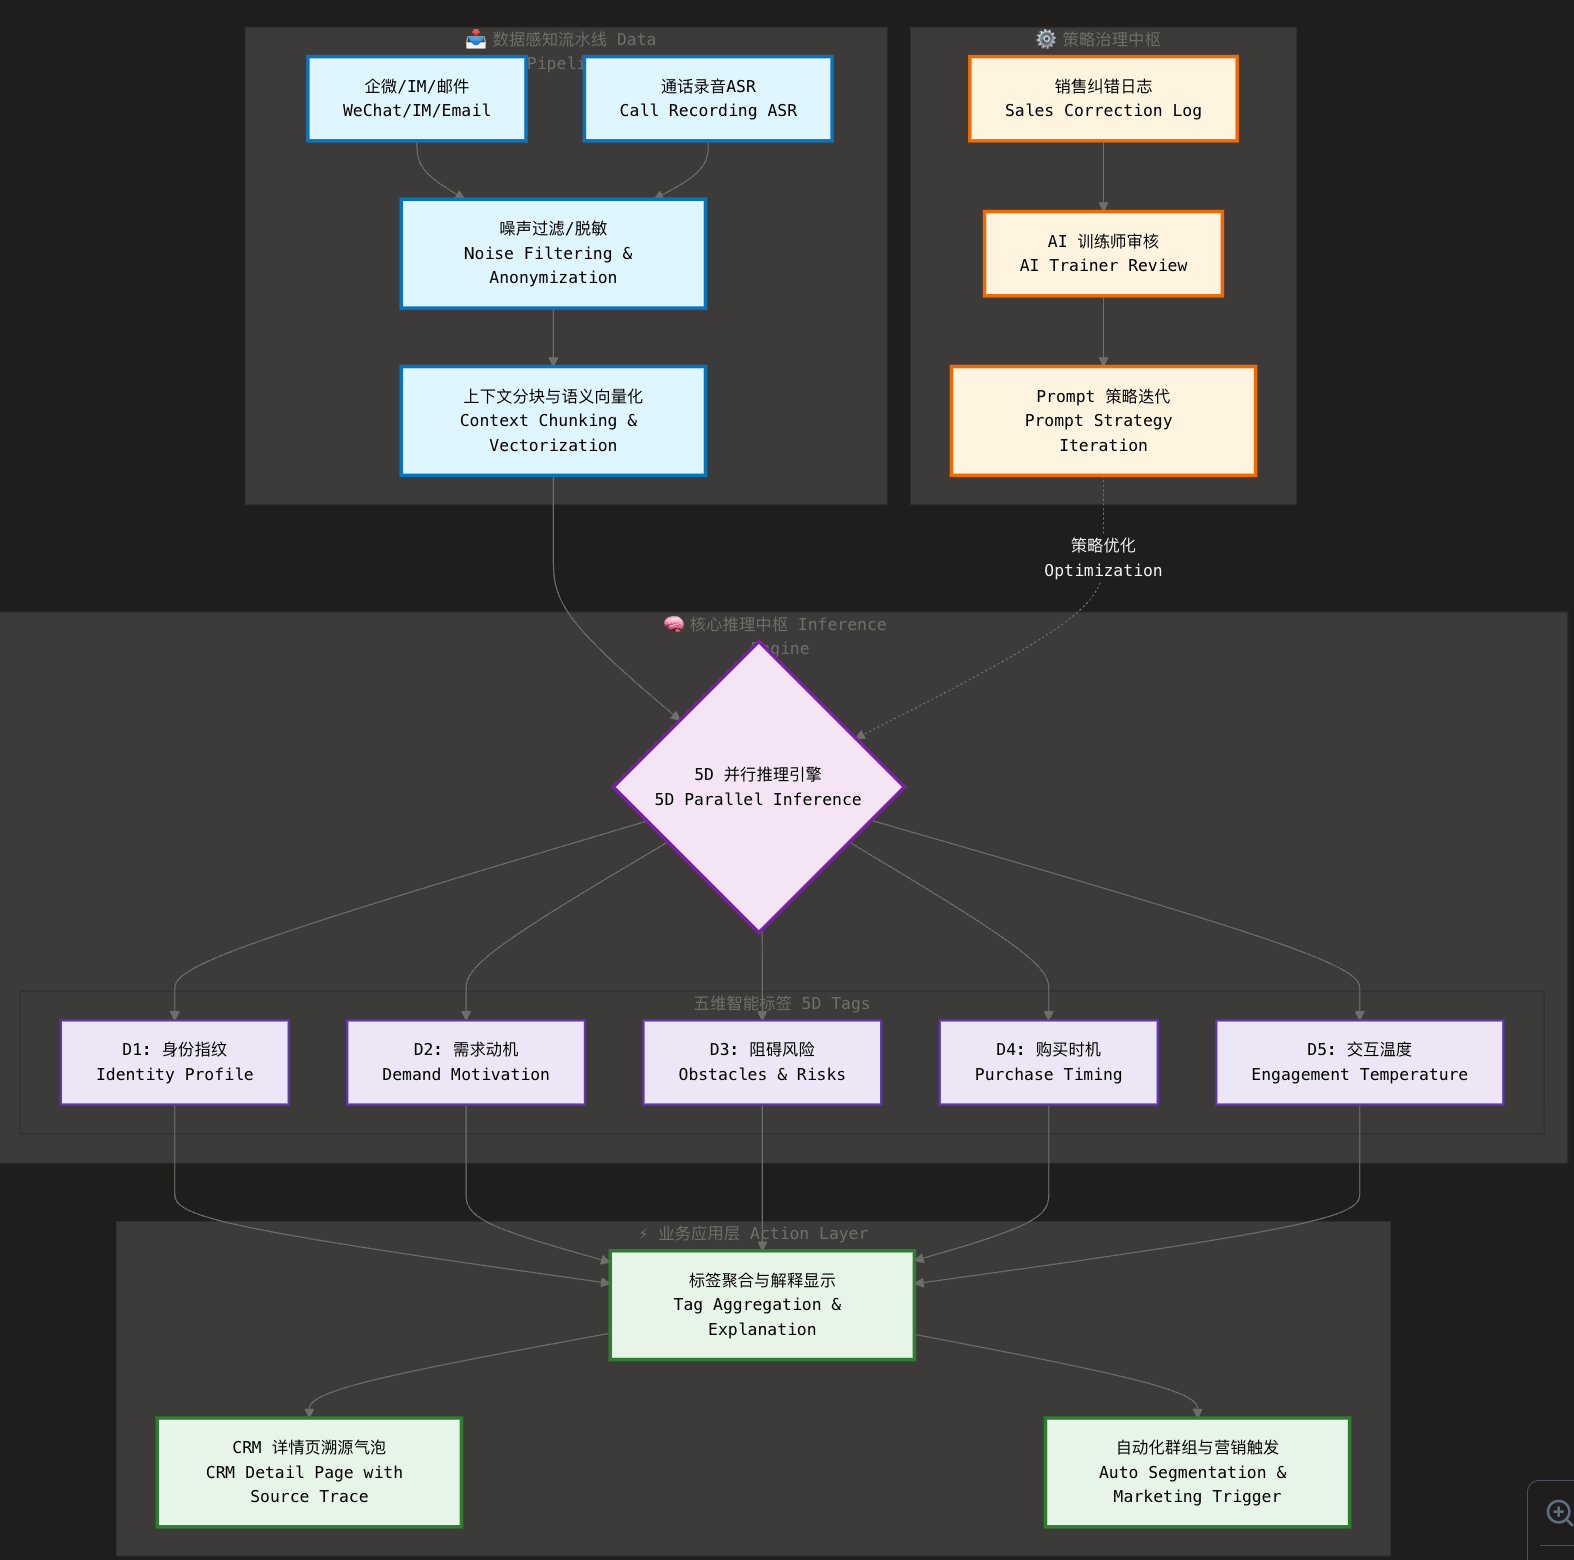 📥 数据感知流水线 Data
Pipeli
企微/IM/邮件
WeChat/IM/Email
通话录音ASR
Call Recording ASR
噪声过滤/脱敏
Noise Filtering &
Anonymization
上下文分块与语义向量化
Context Chunking &
Vectorization
⚙️ 策略治理中枢
销售纠错日志
Sales Correction Log
AI 训练师审核
AI Trainer Review
Prompt 策略迭代
Prompt Strategy
Iteration
策略优化
Optimization
🧠 核心推理中枢 Inference
Engine
5D 并行推理引擎
5D Parallel Inference
五维智能标签 5D Tags
D1: 身份指纹
Identity Profile
D2: 需求动机
Demand Motivation
D3: 阻碍风险
Obstacles & Risks
D4: 购买时机
Purchase Timing
D5: 交互温度
Engagement Temperature
⚡ 业务应用层 Action Layer
标签聚合与解释显示
Tag Aggregation &
Explanation
CRM 详情页溯源气泡
CRM Detail Page with
Source Trace
自动化群组与营销触发
Auto Segmentation &
Marketing Trigger